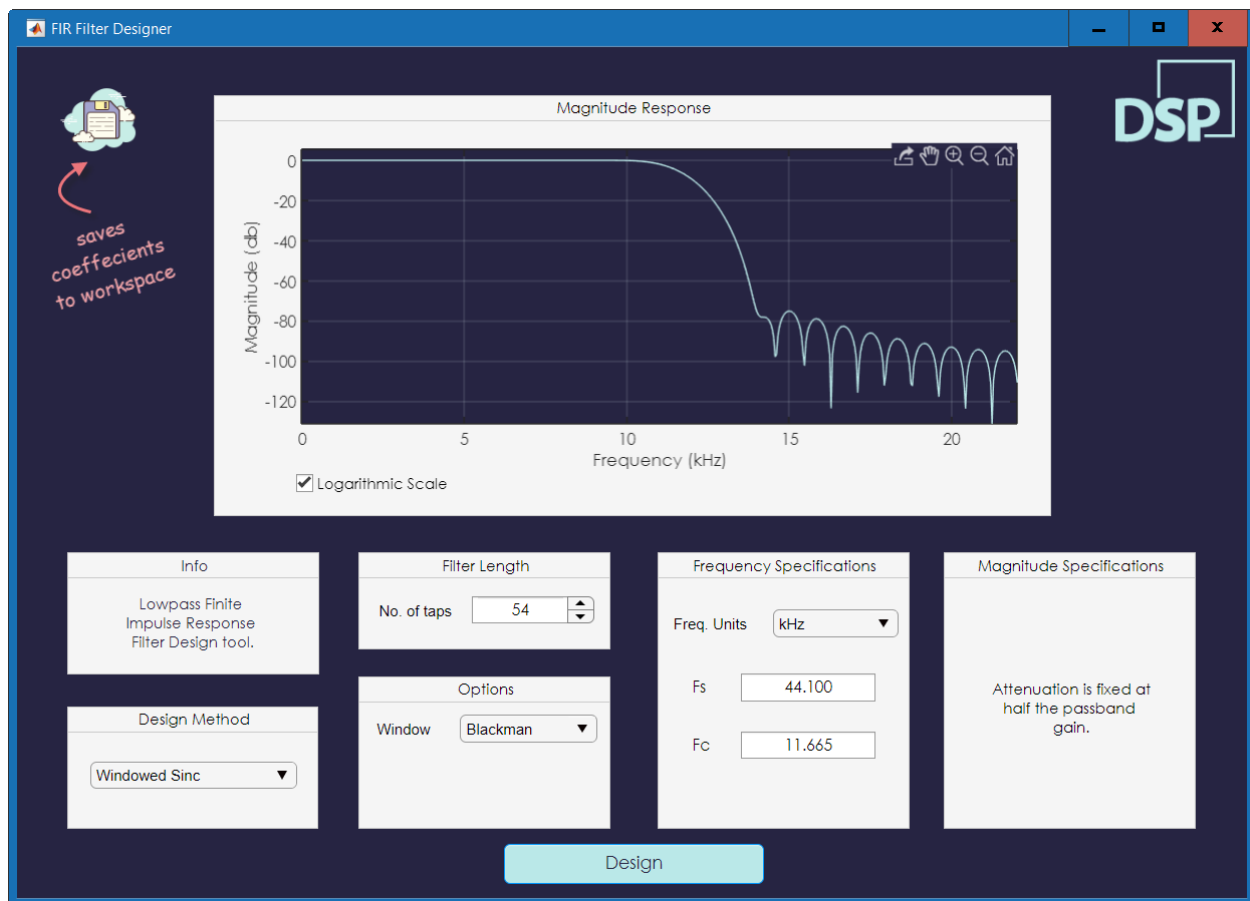 FIR Filter Designer
DSP
saves
coeffecients
to workspace
Magnitude Response
0
-20
-40
-60
-80
-100
-120
Magnitude (db)
0 5 10 15 20
Frequency (kHz)
Logarithmic Scale
Info
Lowpass Finite
Impulse Response
Filter Design tool.
Design Method
Windowed Sinc
Filter Length
No. of taps 54
Options
Window Blackman
Frequency Specifications
Freq. Units kHz
Fs 44.100
Fc 11.665
Magnitude Specifications
Attenuation is fixed at
half the passband
gain.
Design